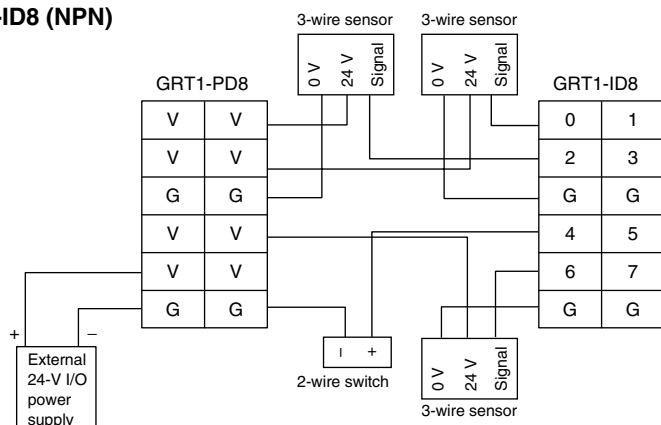 -ID8 (NPN)
3-wire sensor
3-wire sensor
0 V
24 V
Signal
0 V
24 V
Signal
GRT1-PD8
GRT1-ID8
V V
V V
G G
V V
V V
G G
0 1
2 3
G G
4 5
6 7
G G
+ –
External
24-V I/O
power
supply
– +
2-wire switch
0 V
24 V
Signal
3-wire sensor